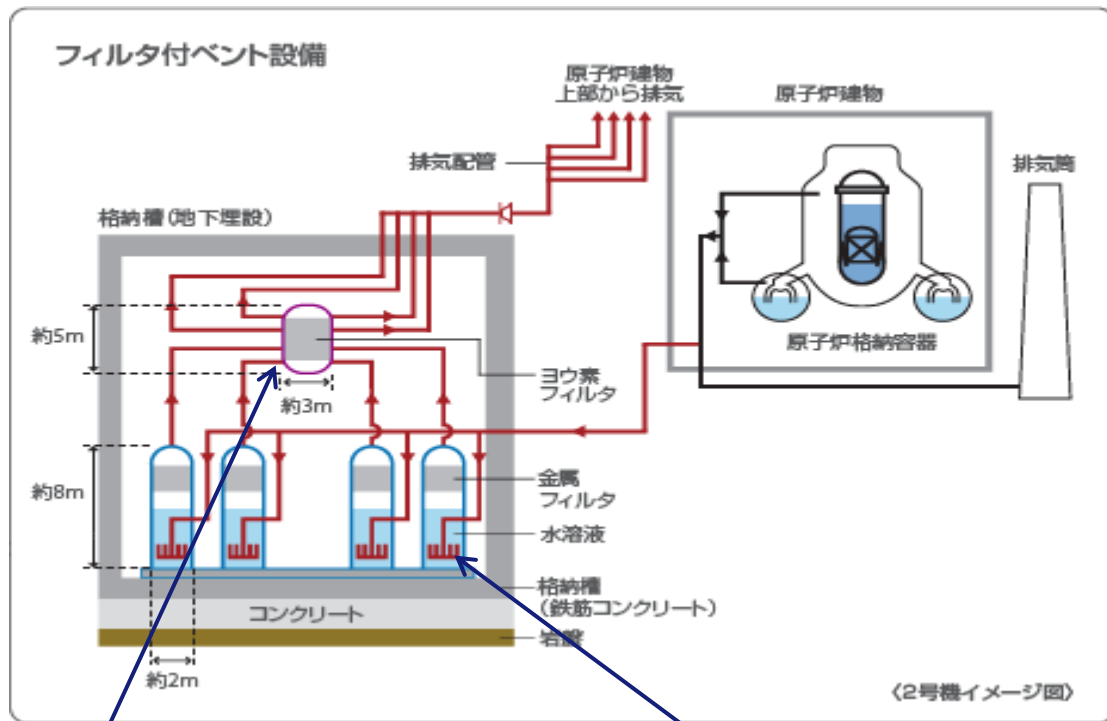 フィルタ付ベント設備
原子炉建物
上部から排気
原子炉建物
排気配管
排気筒
格納槽(地下埋設)
約5m
原子炉格納容器
ヨウ素
フィルタ
約3m
約8m
金属
フィルタ
水溶液
格納槽
(鉄筋コンクリート)
コンクリート
岩盤
約2m
〈2号機イメージ図〉